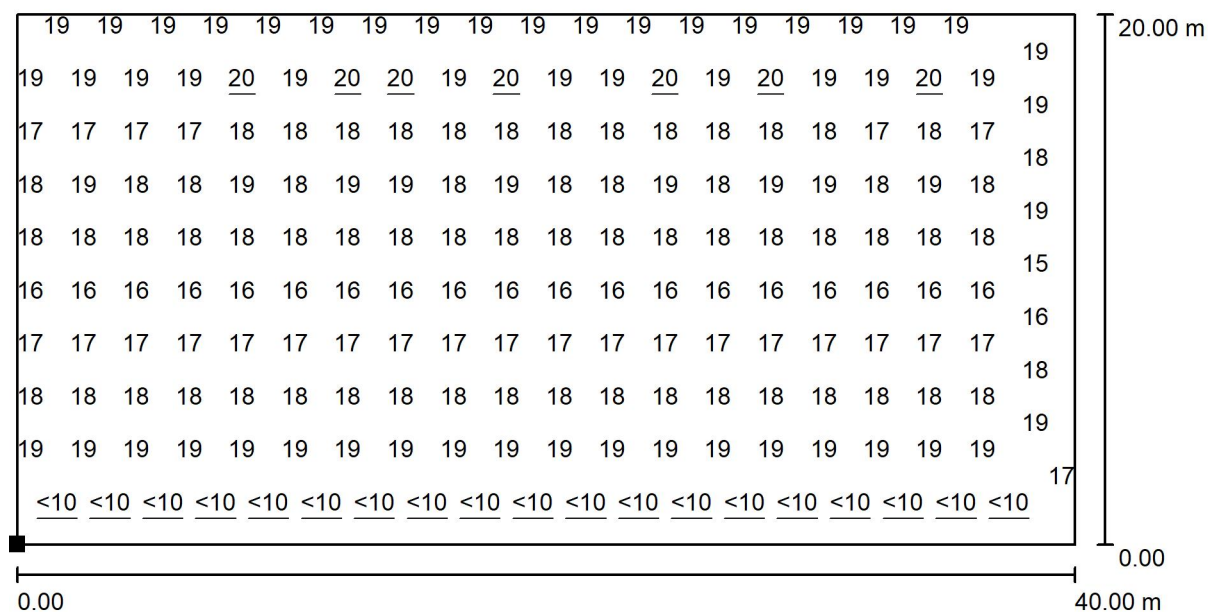 19 19 19 19 19 19 19 19 19 19 19 19 19 19 19 19 19 19
20.00 m
19
19 19 19 19 20 19 20 20 19 20 19 19 20 19 20 19 19 20 19
19
17 17 17 17 18 18 18 18 18 18 18 18 18 18 18 18 17 18 17
18
18 19 18 18 19 18 19 19 18 19 18 18 19 18 19 19 18 19 18
19
18 18 18 18 18 18 18 18 18 18 18 18 18 18 18 18 18 18 18
15
16 16 16 16 16 16 16 16 16 16 16 16 16 16 16 16 16 16 16
16
17 17 17 17 17 17 17 17 17 17 17 17 17 17 17 17 17 17 17
18
18 18 18 18 18 18 18 18 18 18 18 18 18 18 18 18 18 18 18
19
19 19 19 19 19 19 19 19 19 19 19 19 19 19 19 19 19 19 19
17
<10 <10 <10 <10 <10 <10 <10 <10 <10 <10 <10 <10 <10 <10 <10 <10 <10 <10 <10
0.00
0.00
40.00 m